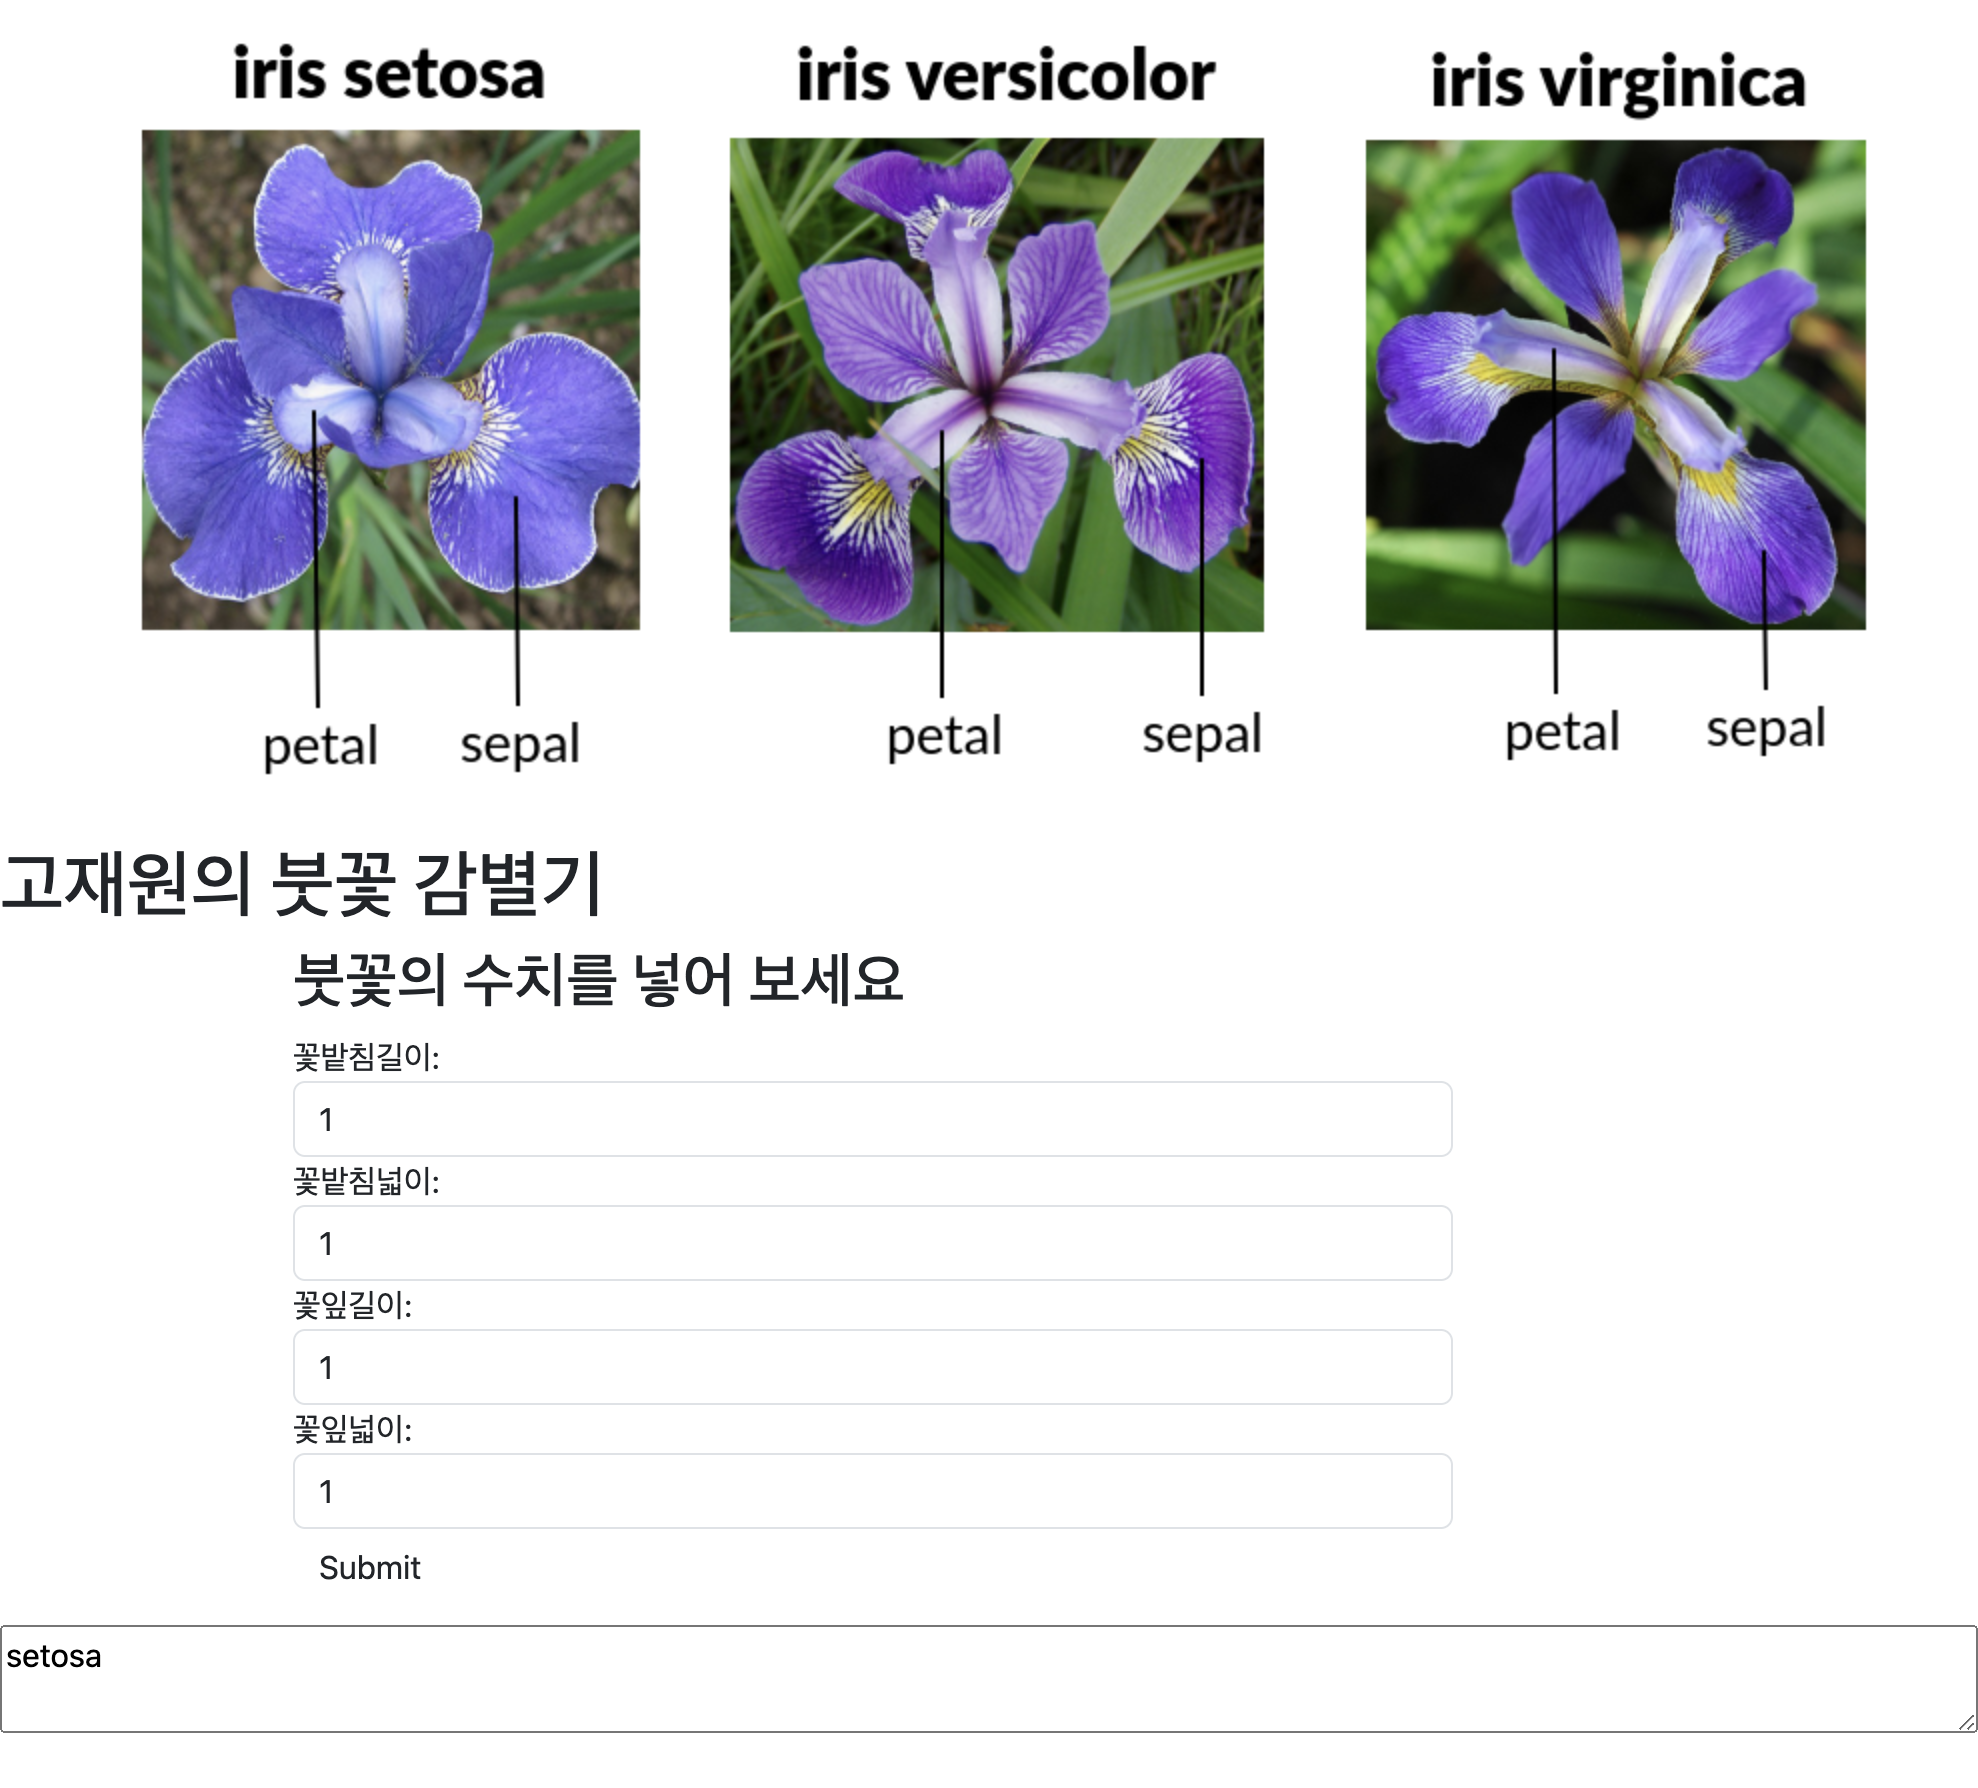 iris setosa iris versicolor iris virginica
petal sepal petal sepal petal sepal
고재원의 붓꽃 감별기
붓꽃의 수치를 넣어 보세요
꽃받침길이:
1
꽃받침넓이:
1
꽃잎길이:
1
꽃잎넓이:
1
Submit
setosa